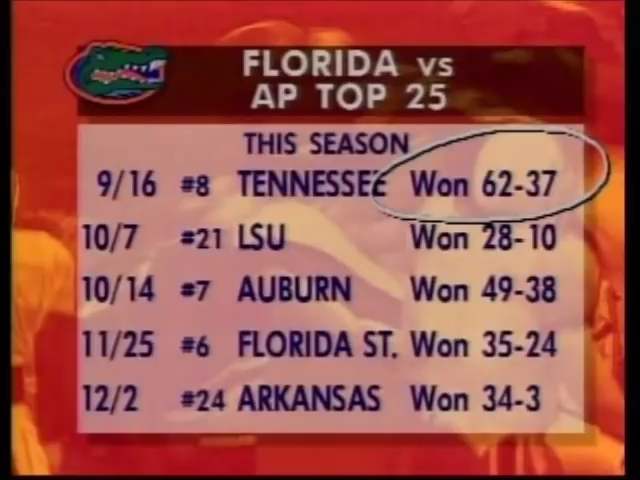 FLORIDA VS
AP TOP 25
THIS SEASON
9/16 #8 TENNESSEE Won 62-37
10/7 #21 LSU Won 28-10
10/14 #7 AUBURN Won 49-38
11/25 #6 FLORIDA ST. Won 35-24
12/2 #24 ARKANSAS Won 34-3